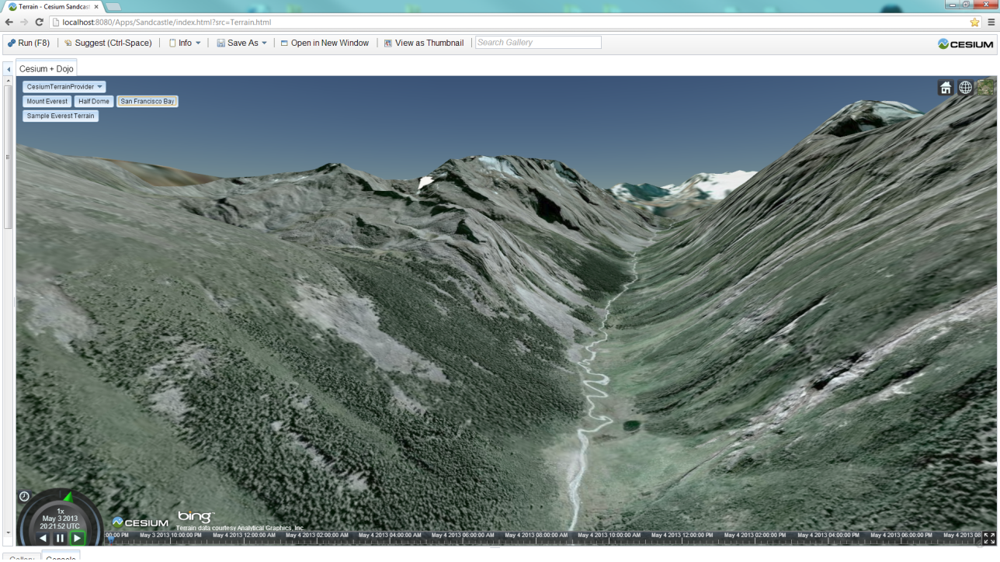 Terrain - Cesium Sandcast
localhost:8080/Apps/Sandcastle/index.html?src=Terrain.html
Run (F8) Suggest (Ctrl-Space) Info Save As Open in New Window View as Thumbnail Search Gallery CESIUM
Cesium + Dojo
CesiumTerrainProvider
Mount Everest Half Dome San Francisco Bay
Sample Everest Terrain
1x
May 3 2013
20:21:52 UTC
CESIUM bing™
Terrain data courtesy Analytical Graphics, Inc.
:00:00 PM May 3 2013 10:00:00 PM May 4 2013 12:00:00 AM May 4 2013 02:00:00 AM May 4 2013 04:00:00 AM May 4 2013 06:00:00 AM May 4 2013 08:00:00 AM May 4 2013 10:00:00 AM May 4 2013 12:00:00 PM May 4 2013 02:00:00 PM May 4 2013 04:00:00 PM May 4 2013 06:00:00 PM May 4 2013 08
Gallery Console